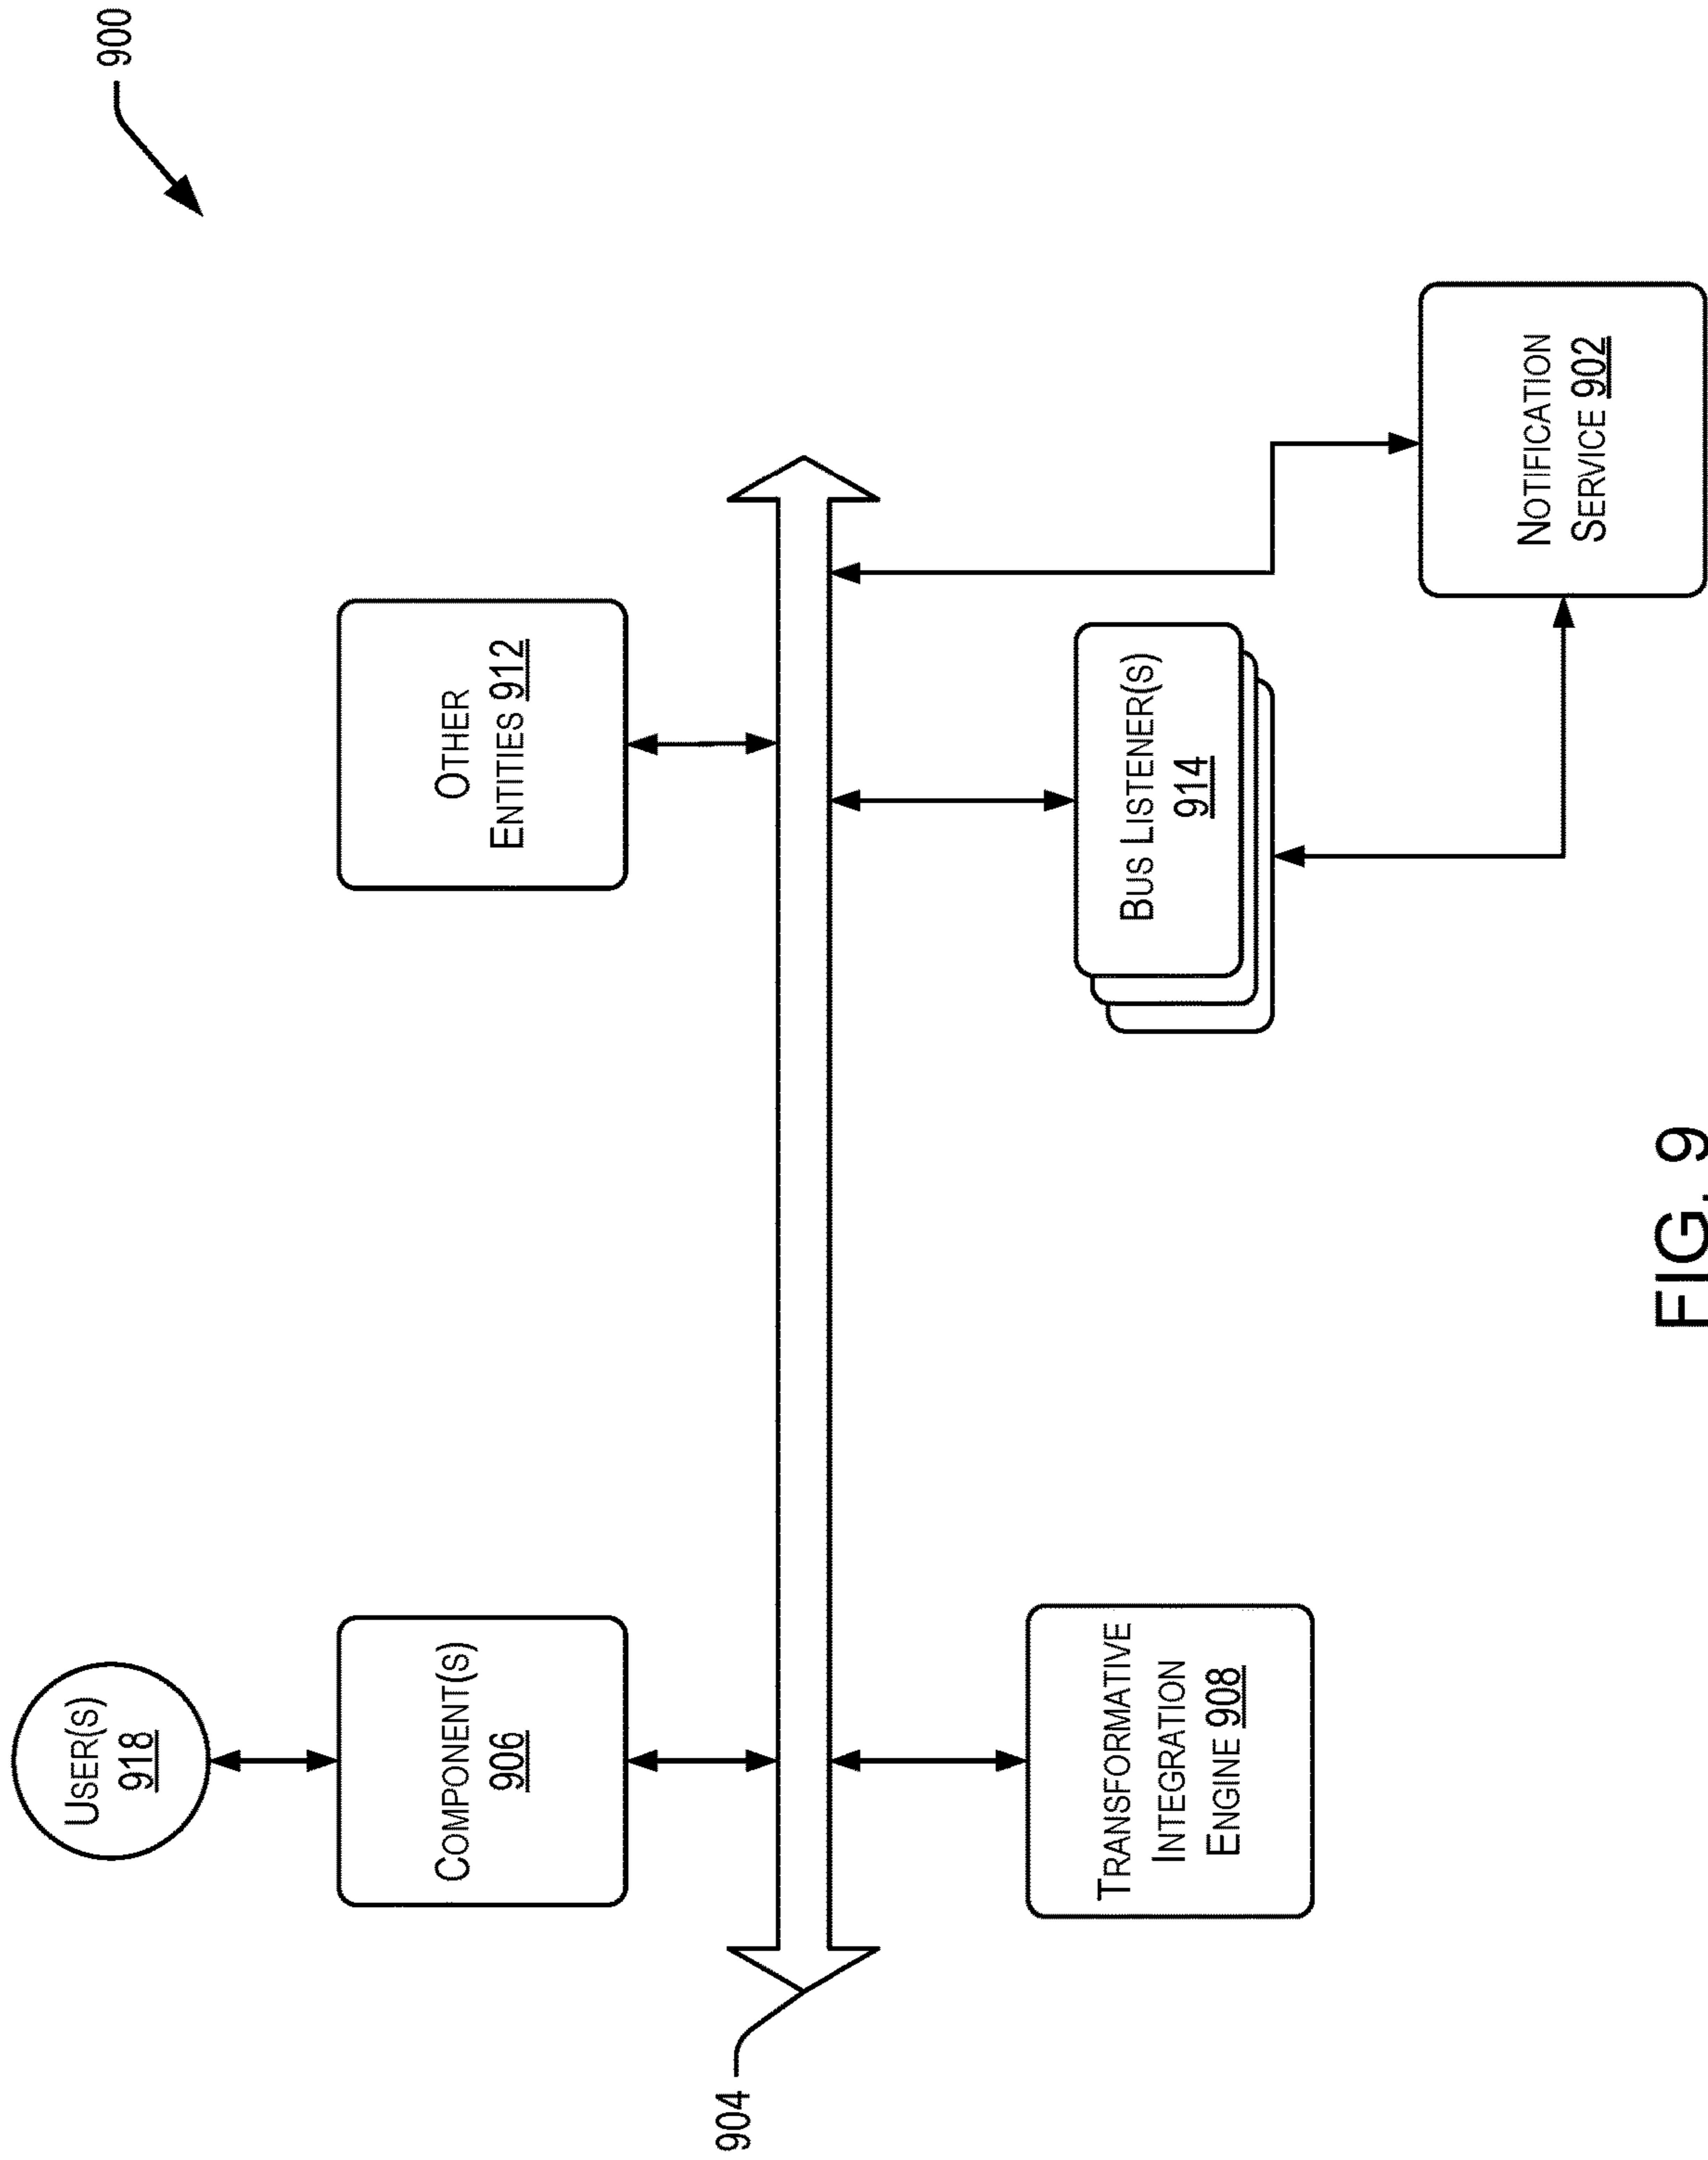 900
USER(S)
918
COMPONENT(S)
906
OTHER
ENTITIES 912
904
TRANSFORMATIVE
INTEGRATION
ENGINE 908
BUS LISTENER(S)
914
NOTIFICATION
SERVICE 902
FIG. 9